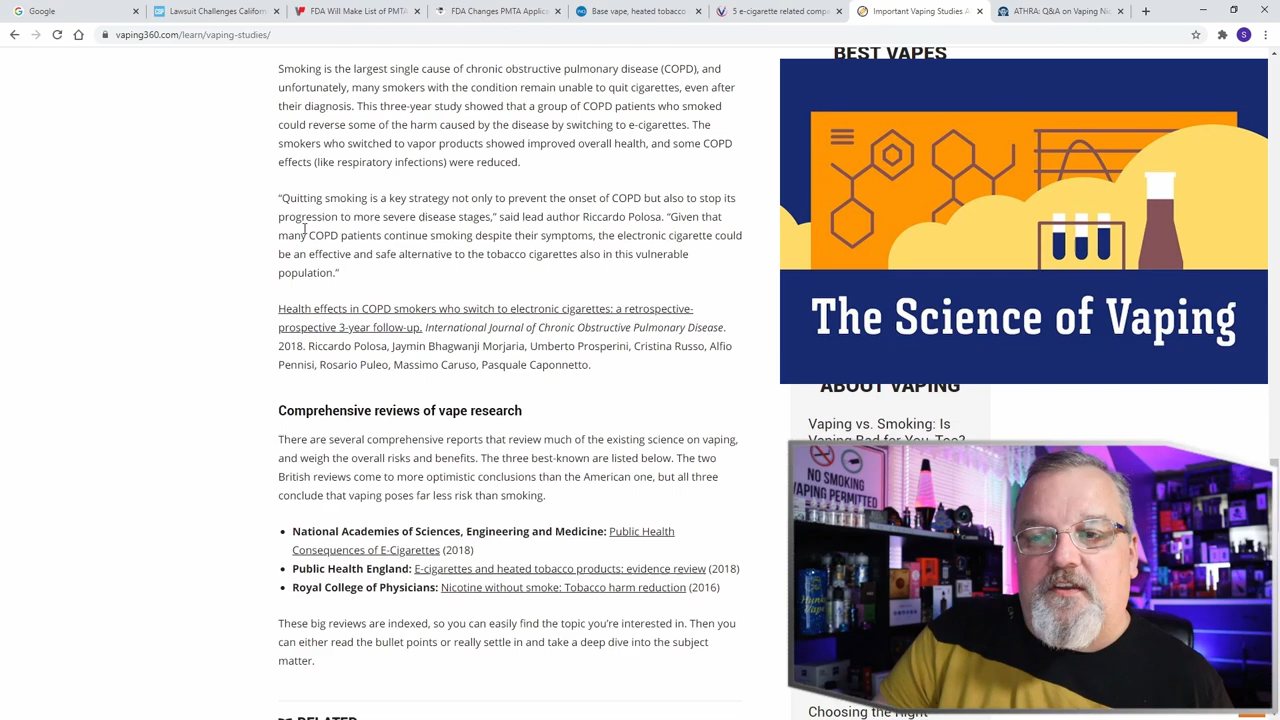 Google
Lawsuit Challenges Califorr
FDA Will Make List of PMTA
FDA Changes PMTA Applica
Base vape, heated tobacco
5 e-cigarette related comp
Important Vaping Studies A
ATHRA: Q&A on Vaping Nic
vaping360.com/learn/vaping-studies/
S
BEST VAPES
Smoking is the largest single cause of chronic obstructive pulmonary disease (COPD), and
unfortunately, many smokers with the condition remain unable to quit cigarettes, even after
their diagnosis. This three-year study showed that a group of COPD patients who smoked
could reverse some of the harm caused by the disease by switching to e-cigarettes. The
smokers who switched to vapor products showed improved overall health, and some COPD
effects (like respiratory infections) were reduced.
“Quitting smoking is a key strategy not only to prevent the onset of COPD but also to stop its
progression to more severe disease stages,” said lead author Riccardo Polosa. “Given that
many COPD patients continue smoking despite their symptoms, the electronic cigarette could
be an effective and safe alternative to the tobacco cigarettes also in this vulnerable
population.”
Health effects in COPD smokers who switch to electronic cigarettes: a retrospective-
prospective 3-year follow-up. International Journal of Chronic Obstructive Pulmonary Disease.
2018. Riccardo Polosa, Jaymin Bhagwanji Morjaria, Umberto Prosperini, Cristina Russo, Alfio
Pennisi, Rosario Puleo, Massimo Caruso, Pasquale Caponnetto.
Comprehensive reviews of vape research
There are several comprehensive reports that review much of the existing science on vaping,
and weigh the overall risks and benefits. The three best-known are listed below. The two
British reviews come to more optimistic conclusions than the American one, but all three
conclude that vaping poses far less risk than smoking.
• National Academies of Sciences, Engineering and Medicine: Public Health
Consequences of E-Cigarettes (2018)
• Public Health England: E-cigarettes and heated tobacco products: evidence review (2018)
• Royal College of Physicians: Nicotine without smoke: Tobacco harm reduction (2016)
These big reviews are indexed, so you can easily find the topic you’re interested in. Then you
can either read the bullet points or really settle in and take a deep dive into the subject
matter.
RELATED
The Science of Vaping
ABOUT VAPING
Vaping vs. Smoking: Is
Vaping Bad for You, Too?
NO SMOKING
VAPING PERMITTED
Choosing the Right